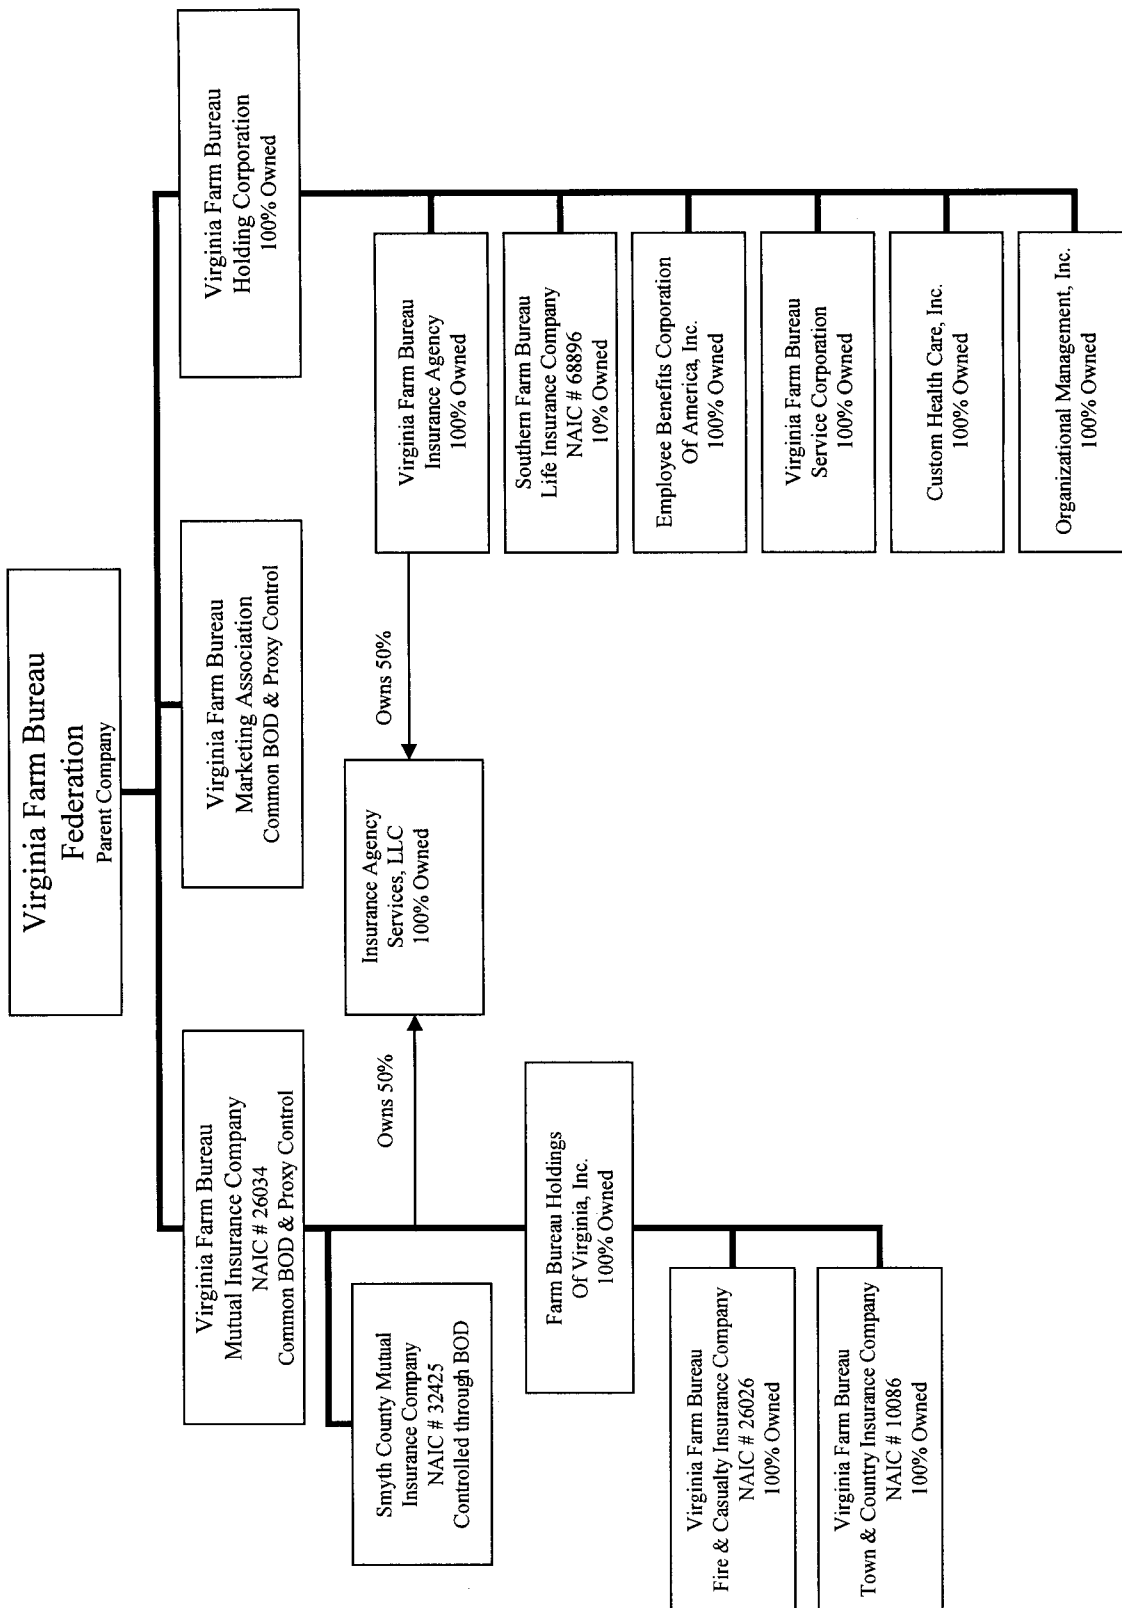 Virginia Farm Bureau
Federation
Parent Company
Virginia Farm Bureau
Mutual Insurance Company
NAIC # 26034
Common BOD & Proxy Control
Virginia Farm Bureau
Marketing Association
Common BOD & Proxy Control
Virginia Farm Bureau
Holding Corporation
100% Owned
Smyth County Mutual
Insurance Company
NAIC # 32425
Controlled through BOD
Owns 50%
Insurance Agency
Services, LLC
100% Owned
Owns 50%
Virginia Farm Bureau
Insurance Agency
100% Owned
Southern Farm Bureau
Life Insurance Company
NAIC # 68896
10% Owned
Farm Bureau Holdings
Of Virginia, Inc.
100% Owned
Employee Benefits Corporation
Of America, Inc.
100% Owned
Virginia Farm Bureau
Fire & Casualty Insurance Company
NAIC # 26026
100% Owned
Virginia Farm Bureau
Service Corporation
100% Owned
Virginia Farm Bureau
Town & Country Insurance Company
NAIC # 10086
100% Owned
Custom Health Care, Inc.
100% Owned
Organizational Management, Inc.
100% Owned